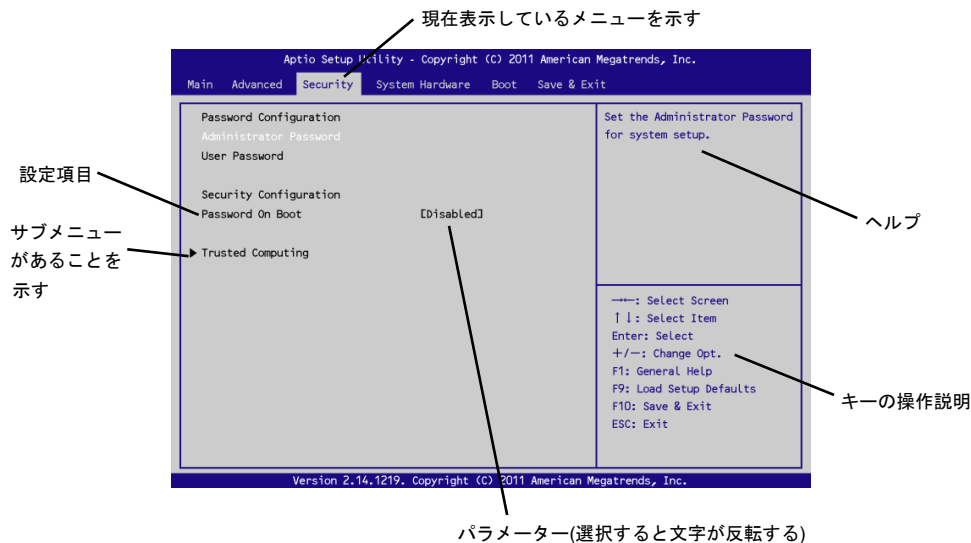 現在表示しているメニューを示す
Aptio Setup Utility - Copyright (C) 2011 American Megatrends, Inc.
Main Advanced Security System Hardware Boot Save & Exit
Password Configuration
Administrator Password
User Password
Security Configuration
Password On Boot [Disabled]
▶ Trusted Computing
Set the Administrator Password
for system setup.
→←: Select Screen
↑↓: Select Item
Enter: Select
+/−: Change Opt.
F1: General Help
F9: Load Setup Defaults
F10: Save & Exit
ESC: Exit
Version 2.14.1219. Copyright (C) 2011 American Megatrends, Inc.
設定項目
サブメニュー
があることを
示す
ヘルプ
キーの操作説明
パラメーター(選択すると文字が反転する)